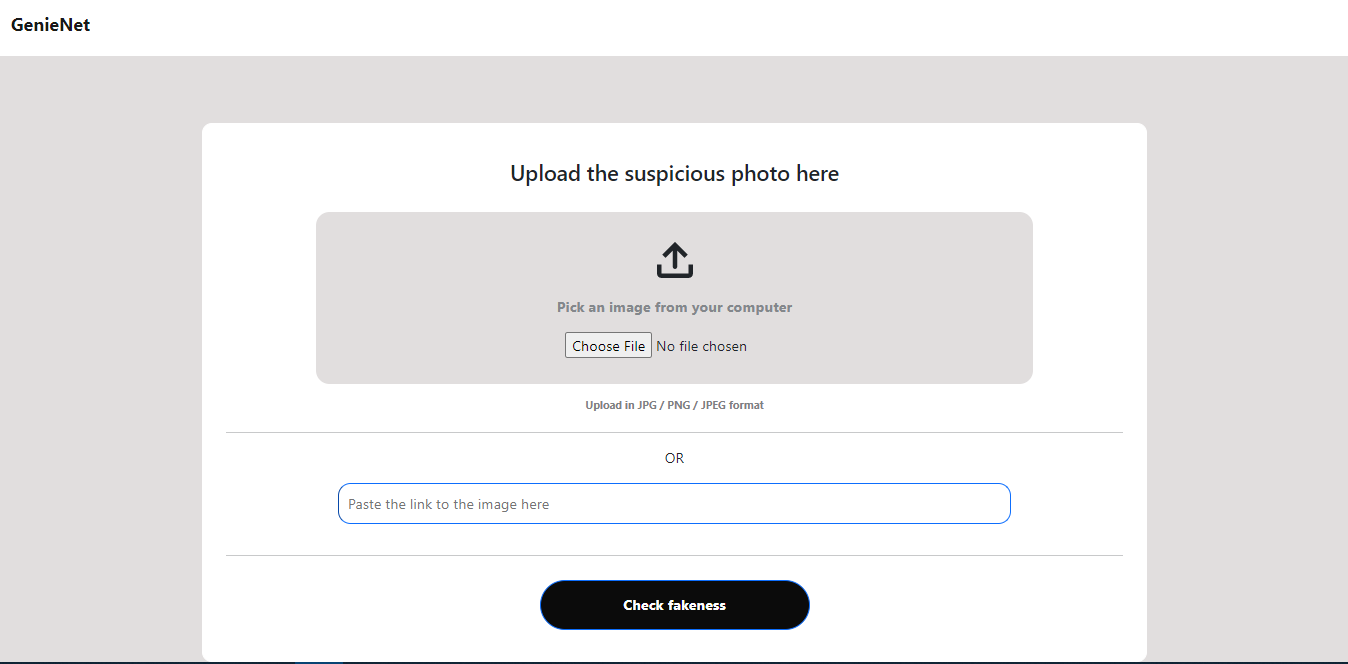 GenieNet
Upload the suspicious photo here
Pick an image from your computer
Choose File No file chosen
Upload in JPG / PNG / JPEG format
OR
Paste the link to the image here
Check fakeness